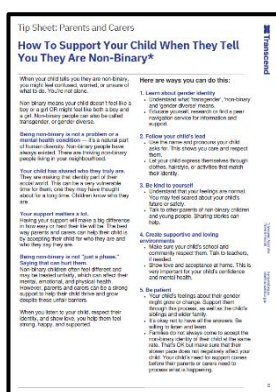 Tip Sheet: Parents and Carers
How To Support Your Child When They Tell
You They Are Non-Binary*
When your child tells you they are non-binary,
you might feel confused, worried, or unsure of
what to do. You're not alone.
Non binary means your child doesn't feel like a
boy or a girl OR might feel like both a boy and
a girl. Non-binary people can also be called
transgender, or gender diverse.
Being non-binary is not a problem or a
mental health condition – it's a natural part
of human diversity. Non-binary people have
always existed. There are thriving non-binary
people living in your neighbourhood.
Your child has shared who they truly are.
They are making that identity part of their
social world. This can be a very vulnerable
time for them; one they may have thought
about for a long time. Children know who they
are.
Your support matters a lot.
Having your support will make a big difference
in how easy or hard their life will be. The best
way parents and carers can help their child is
by accepting their child for who they are and
who they say they are.
Being non-binary is not "just a phase."
Saying that can hurt them.
Non-binary children often feel different and
may be treated unfairly, which can affect their
mental, emotional, and physical health.
However, parents and carers can be a strong
support to help their child thrive and grow
despite these unfair barriers.
When you listen to your child, respect their
identity, and show love, you help them feel
strong, happy, and supported.
Here are ways you can do this:
1. Learn about gender identity
• Understand what 'transgender', 'non-binary'
and 'gender diverse' means.
• Educate yourself, research or find a peer
navigation service for information and
support.
2. Follow your child's lead
• Use the name and pronouns your child
asks for. This shows you care and respect
them.
• Let your child express themselves through
clothes, hairstyle, or activities that match
their identity.
3. Be kind to yourself
• Understand that your feelings are normal.
You may feel scared about your child's
future or safety.
• Talk to other parents of non-binary children
and young people. Sharing stories can
help.
4. Create supportive and loving
environments
• Make sure your child's school and
community respect them. Talk to teachers,
if needed.
• Show love and acceptance at home. This is
very important for your child's confidence
and mental health.
5. Be patient
• Your child's feelings about their gender
might grow or change. Support them
through this process, as well the child's
siblings and wider family.
• It's okay not to have all the answers. Be
willing to listen and learn.
• Families do not always come to accept the
non-binary identity of their child at the same
rate. That's OK but make sure that their
slower pace does not negatively affect your
child. Your child's need for support comes
before their parents or carers need to
process what is happening.
Transcend